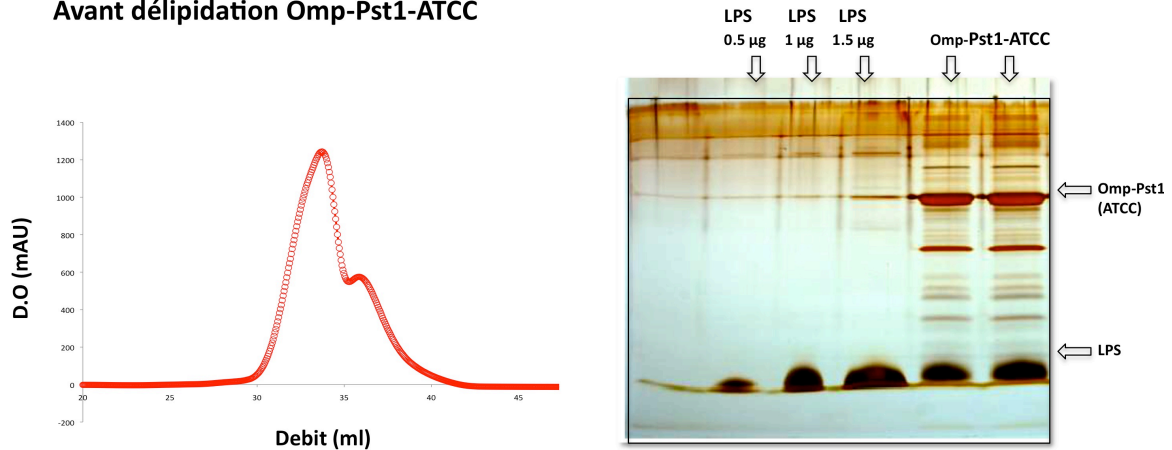 Avant délipidation Omp-Pst1-ATCC
1400
1200
1000
800
600
400
200
0
-200
20
25
30
35
40
45
D.O (mAU)
Debit (ml)
LPS
0.5 µg
LPS
1 µg
LPS
1.5 µg
Omp-Pst1-ATCC
Omp-Pst1
(ATCC)
LPS